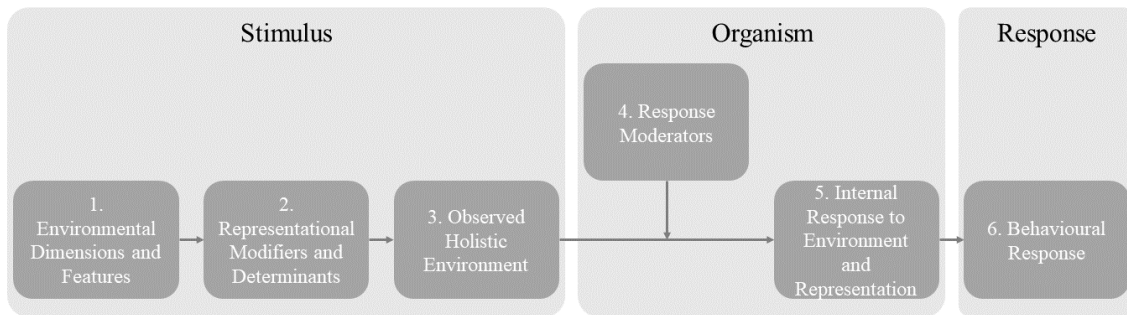 Stimulus
Organism
Response
4. Response
Moderators
1.
Environmental
Dimensions and
Features
2.
Representational
Modifiers and
Determinants
3. Observed
Holistic
Environment
5. Internal
Response to
Environment
and
Representation
6. Behavioural
Response